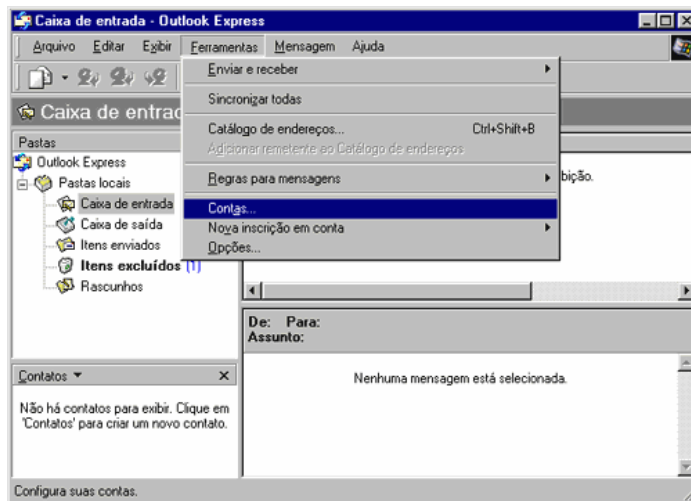 Caixa de entrada - Outlook Express
Arquivo Editar Exibir Ferramentas Mensagem Ajuda
Enviar e receber
Sincronizar todas
Catálogo de endereços... Ctrl+Shift+B
Adicionar remetente ao Catálogo de endereços
Regras para mensagens
Contas...
Nova inscrição em conta
Opções...
Caixa de entrad
Pastas
Outlook Express
Pastas locais
Caixa de entrada
Caixa de saída
Itens enviados
Itens excluídos (1)
Rascunhos
bição.
De: Para:
Assunto:
Nenhuma mensagem está selecionada.
Contatos
Não há contatos para exibir. Clique em
'Contatos' para criar um novo contato.
Configura suas contas.